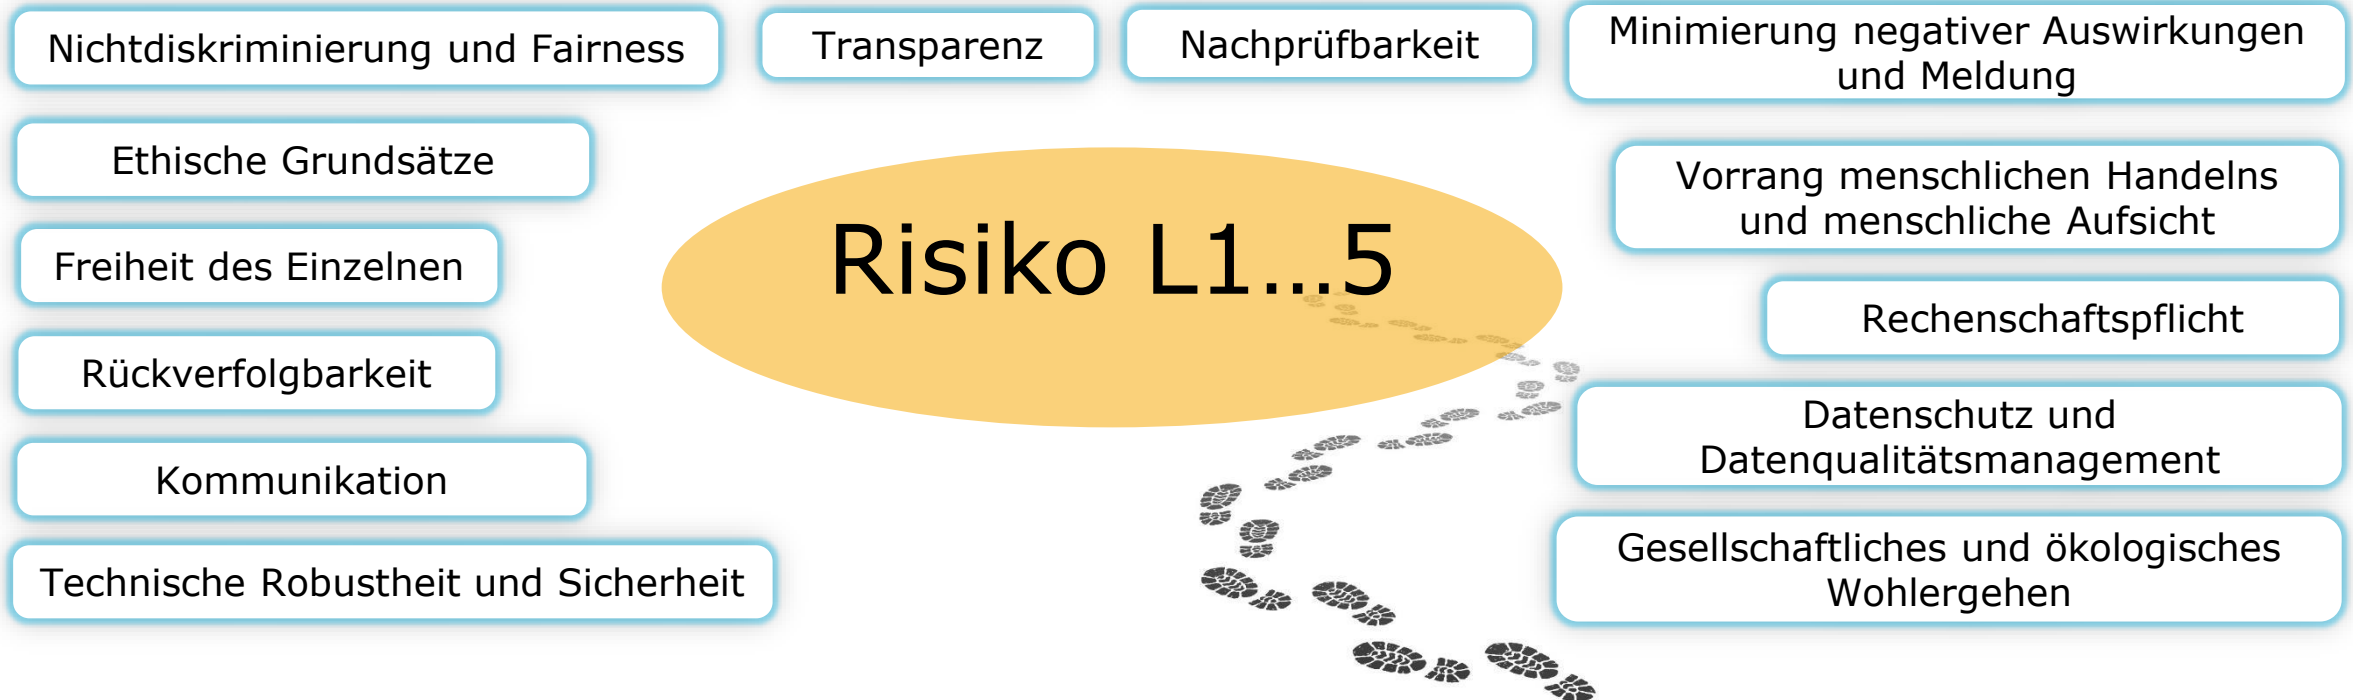 Nichtdiskriminierung und Fairness
Transparenz
Nachprüfbarkeit
Minimierung negativer Auswirkungen
und Meldung
Ethische Grundsätze
Vorrang menschlichen Handelns
und menschliche Aufsicht
Freiheit des Einzelnen
Risiko L1...5
Rechenschaftspflicht
Rückverfolgbarkeit
Datenschutz und
Datenqualitätsmanagement
Kommunikation
Gesellschaftliches und ökologisches
Wohlergehen
Technische Robustheit und Sicherheit